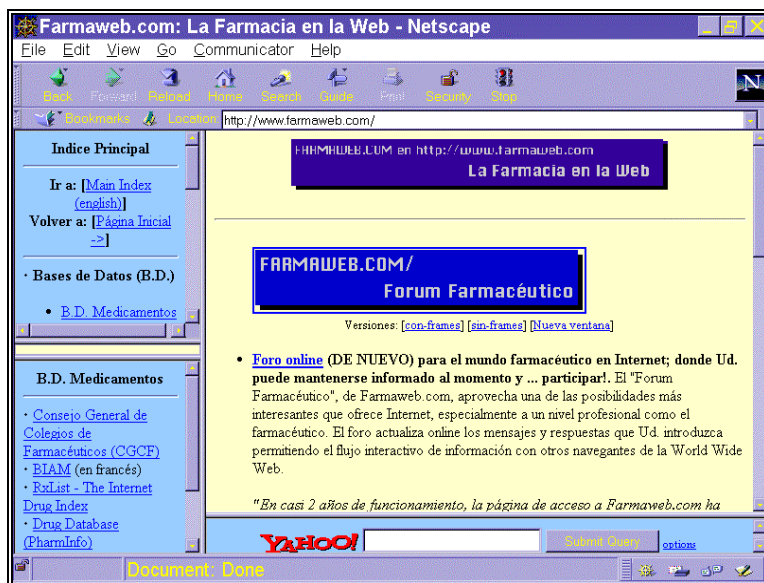 Farmaweb.com: La Farmacia en la Web - Netscape
File Edit View Go Communicator Help
Back Forward Reload Home Search Guide Print Security Stop
N
Bookmarks Location http://www.farmaweb.com/
Indice Principal
Ir a: [Main Index
(english)]
Volver a: [Página Inicial
->]
· Bases de Datos (B.D.)
• B.D. Medicamentos
B.D. Medicamentos
· Consejo General de
Colegios de
Farmacéuticos (CGCF)
· BIAM (en francés)
· RxList - The Internet
Drug Index
· Drug Database
(PharmInfo)
FARMAWEB.COM en http://www.farmaweb.com
La Farmacia en la Web
FARMAWEB.COM/
Forum Farmacéutico
Versiones: [con-frames] [sin-frames] [Nueva ventana]
• Foro online (DE NUEVO) para el mundo farmacéutico en Internet; donde Ud.
puede mantenerse informado al momento y ... participar!. El "Forum
Farmacéutico", de Farmaweb.com, aprovecha una de las posibilidades más
interesantes que ofrece Internet, especialmente a un nivel profesional como el
farmacéutico. El foro actualiza online los mensajes y respuestas que Ud. introduzca
permitiendo el flujo interactivo de información con otros navegantes de la World Wide
Web.
"En casi 2 años de funcionamiento, la página de acceso a Farmaweb.com ha
YAHOO! Submit Query options
Document: Done